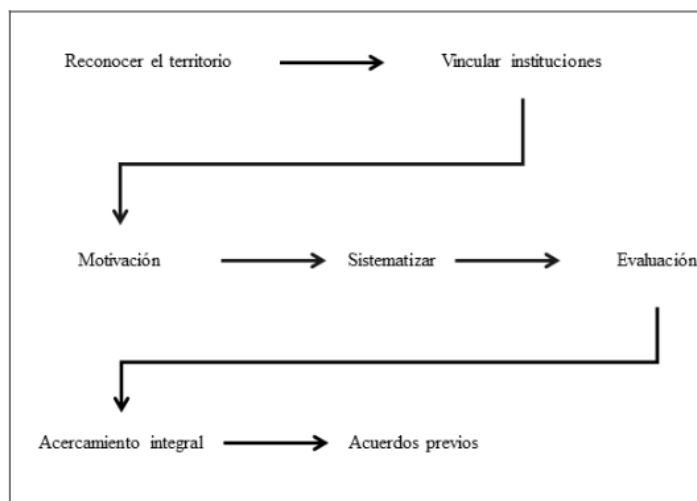 Reconocer el territorio
Vincular instituciones
Motivación
Sistematizar
Evaluación
Acercamiento integral
Acuerdos previos